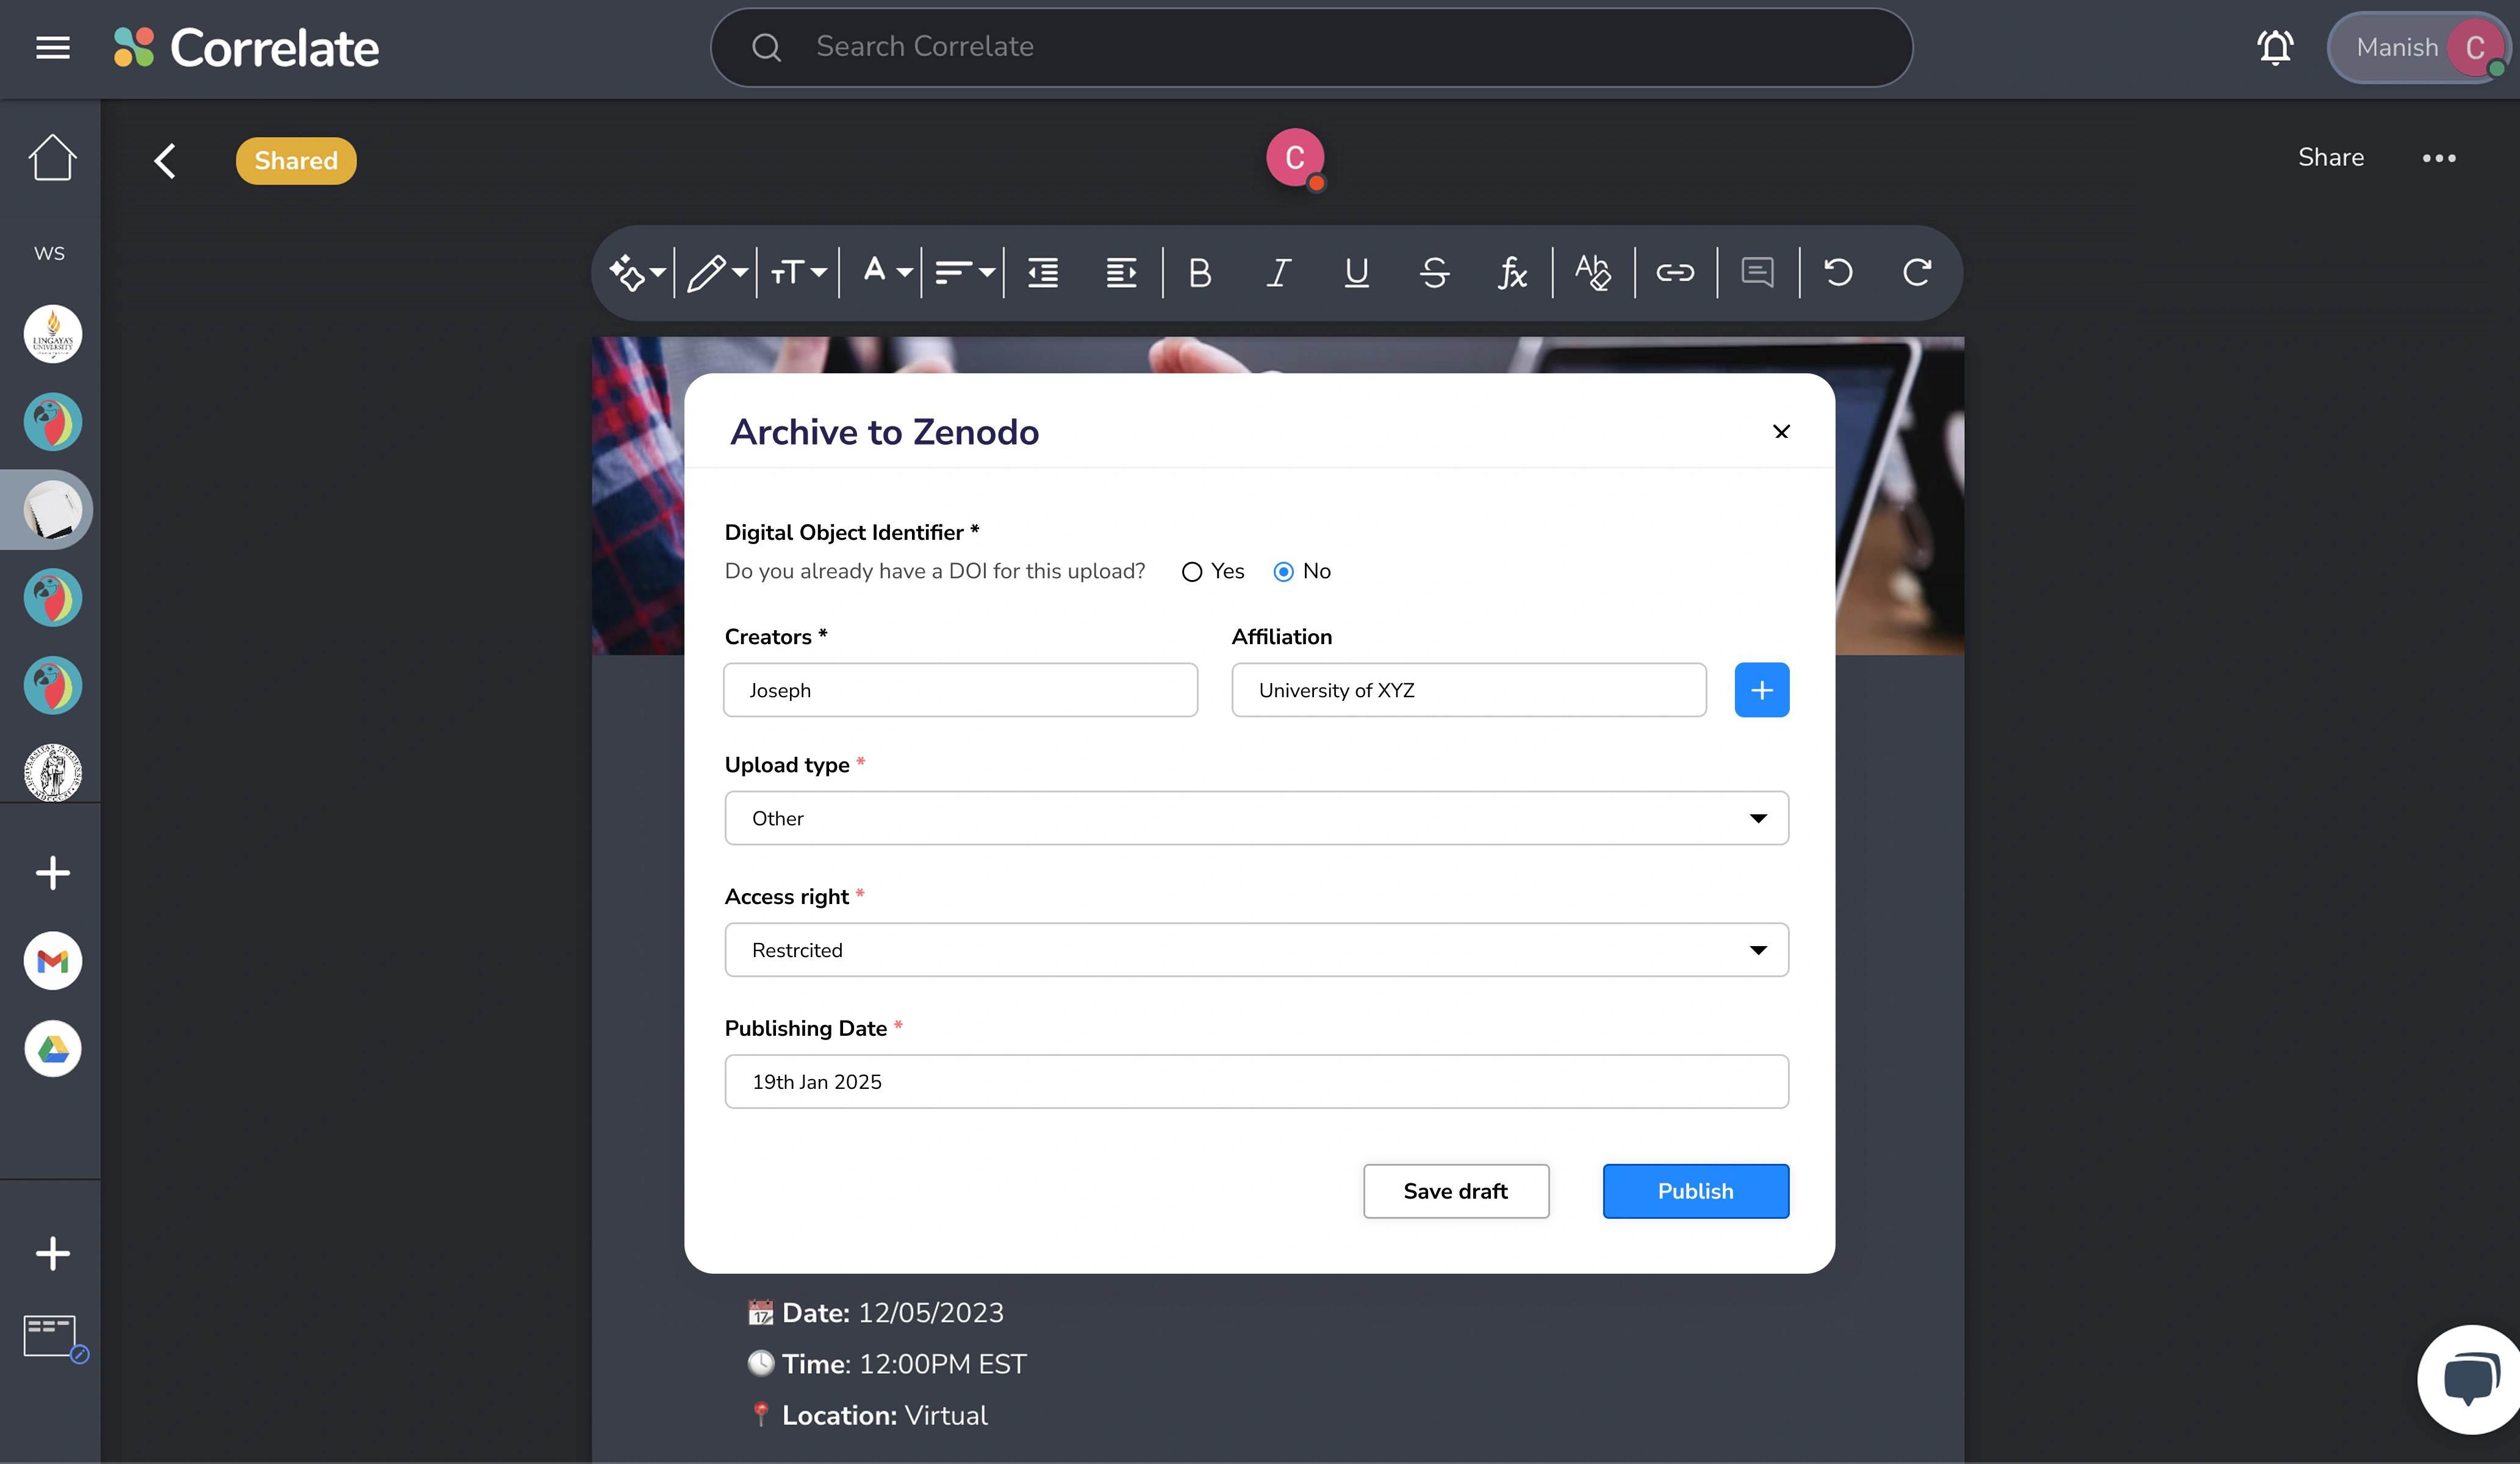 Correlate
Search Correlate
Manish C
Shared
C
Share
WS
LINGAYA'S
UNIVERSITY
Archive to Zenodo
Digital Object Identifier *
Do you already have a DOI for this upload? Yes No
Creators * Affiliation
Joseph University of XYZ
Upload type *
Other
Access right *
Restrcited
Publishing Date *
19th Jan 2025
Save draft Publish
Date: 12/05/2023
Time: 12:00PM EST
Location: Virtual